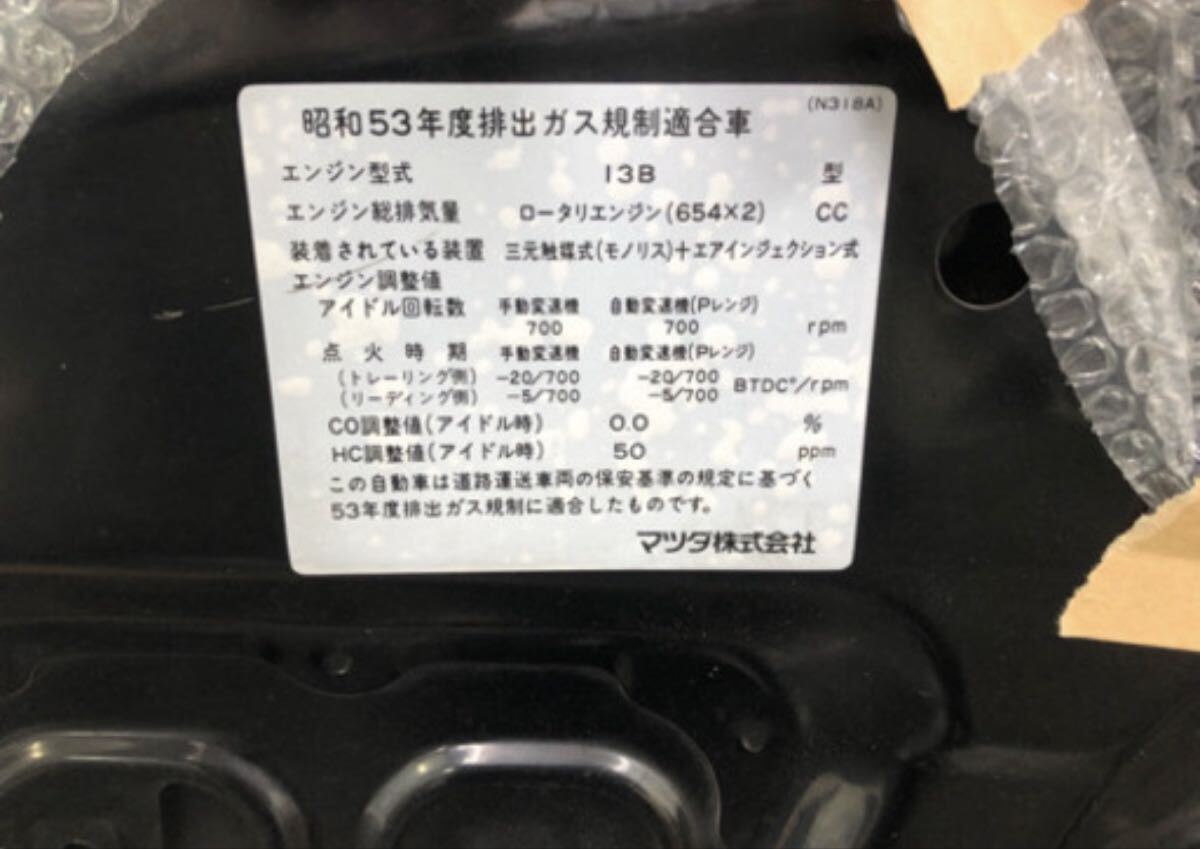 (N318A)
昭和53年度排出ガス規制適合車
エンジン型式 13B 型
エンジン総排気量 ロータリエンジン(654×2) CC
装着されている装置 三元触媒式(モノリス)+エアインジェクション式
エンジン調整値
アイドル回転数 手動変速機 自動変速機(Pレンジ)
700 700 rpm
点火時期 手動変速機 自動変速機(Pレンジ)
(トレーリング側) -20/700 -20/700 BTDC°/rpm
(リーディング側) -5/700 -5/700
CO調整値(アイドル時) 0.0 %
HC調整値(アイドル時) 50 ppm
この自動車は道路運送車両の保安基準の規定に基づく
53年度排出ガス規制に適合したものです。
マツダ株式会社